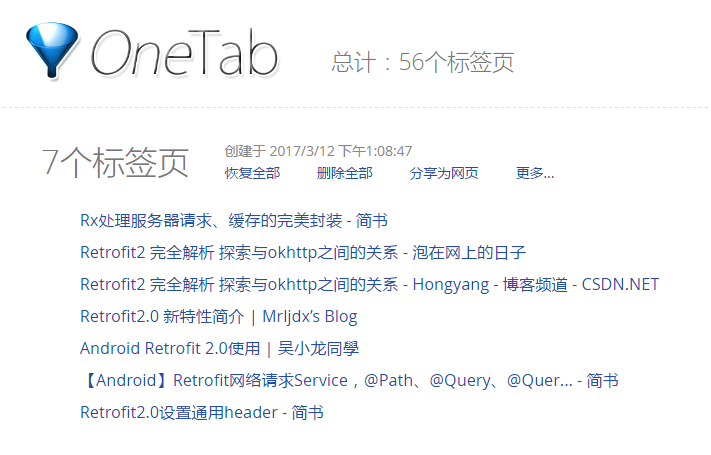 OneTab
总计：56个标签页
7个标签页
创建于 2017/3/12 下午1:08:47
恢复全部 删除全部 分享为网页 更多...
Rx处理服务器请求、缓存的完美封装 - 简书
Retrofit2 完全解析 探索与okhttp之间的关系 - 泡在网上的日子
Retrofit2 完全解析 探索与okhttp之间的关系 - Hongyang - 博客频道 - CSDN.NET
Retrofit2.0 新特性简介 | Mrljdx’s Blog
Android Retrofit 2.0使用 | 吴小龙同學
【Android】Retrofit网络请求Service，@Path、@Query、@Quer... - 简书
Retrofit2.0设置通用header - 简书